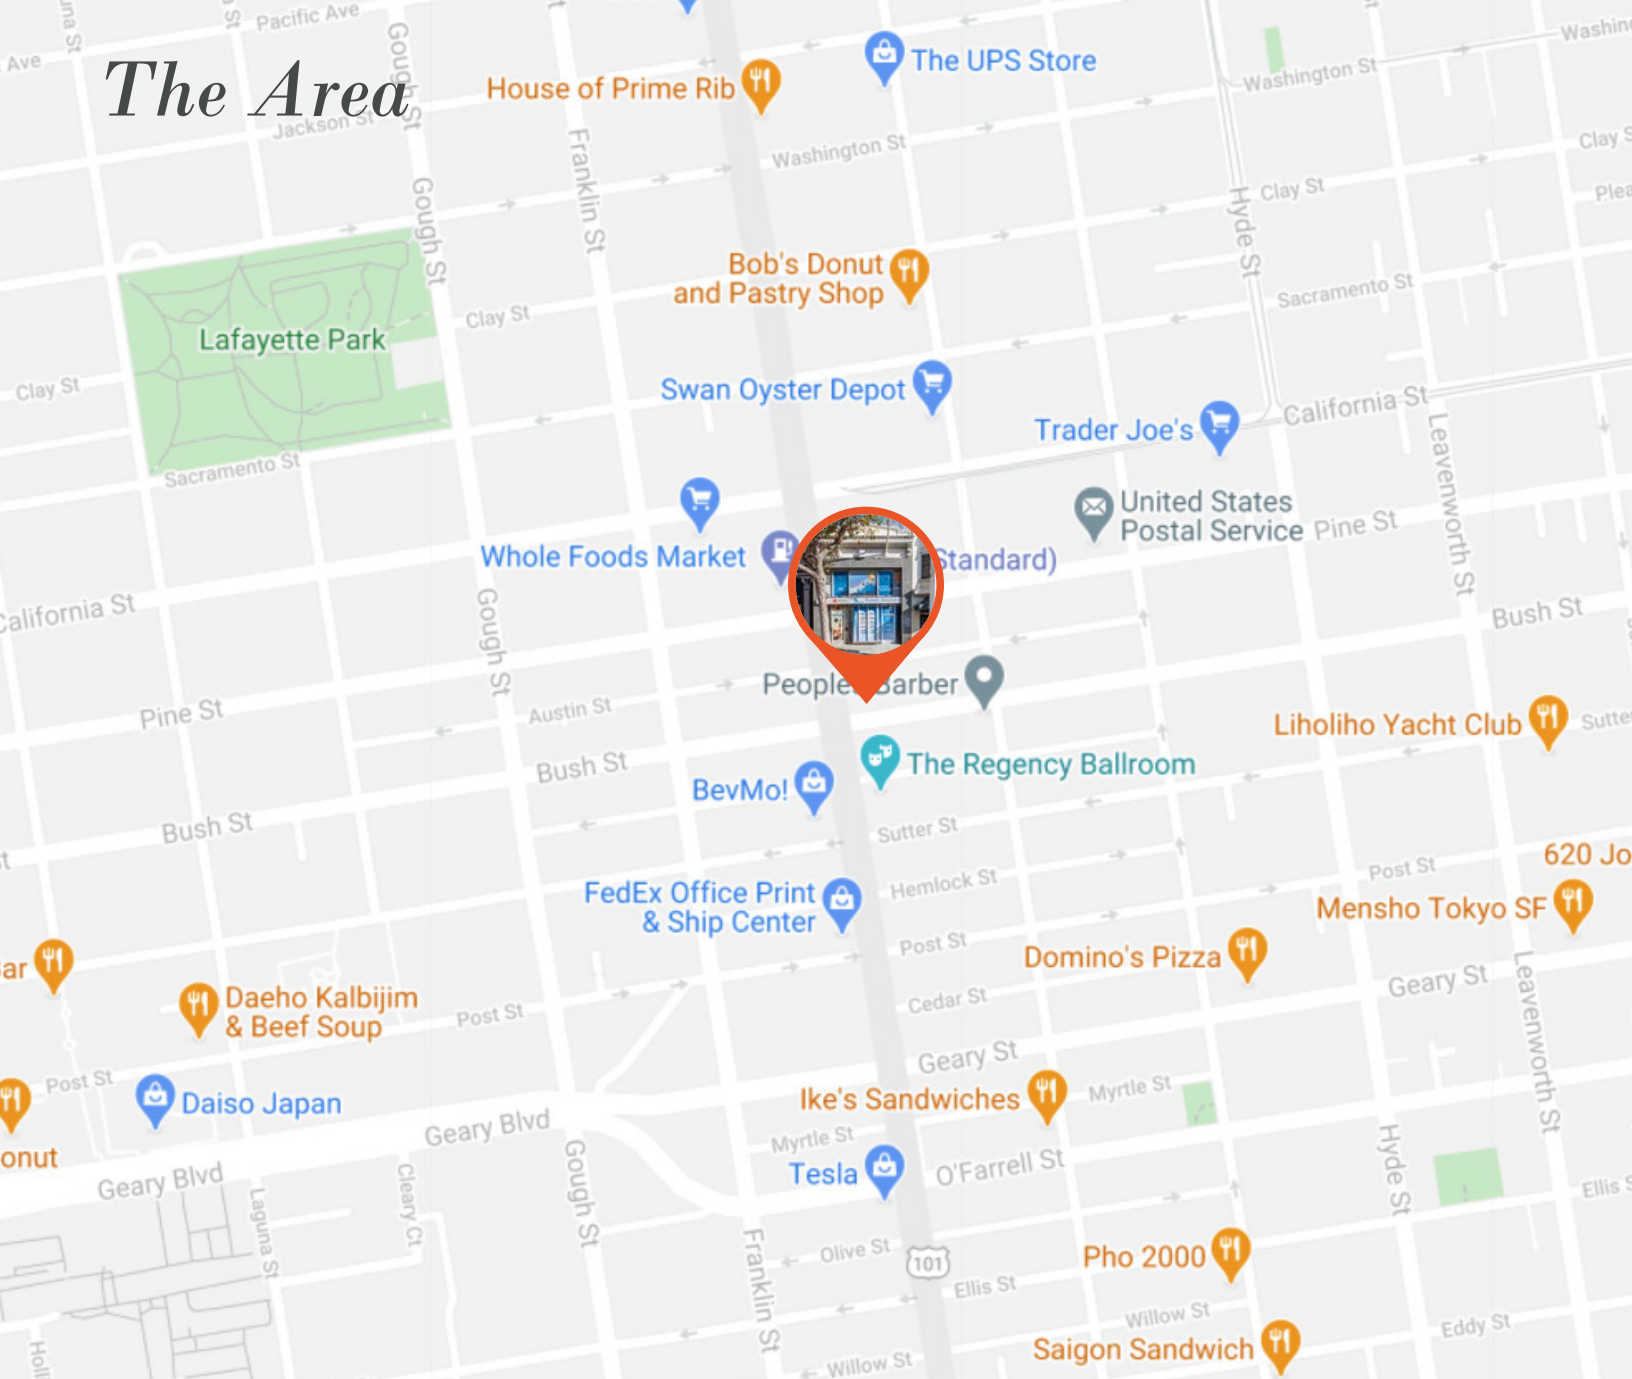 Pacific Ave
The Area
Ave
Gough St
Jackson St
House of Prime Rib
The UPS Store
Washington St
Washington St
Franklin St
Gough St
Clay St
Hyde St
Bob's Donut
and Pastry Shop
Clay St
Sacramento St
Lafayette Park
Clay St
Swan Oyster Depot
Trader Joe's
California St
Leavenworth St
Sacramento St
United States
Postal Service
Pine St
Whole Foods Market
Standard)
California St
Bush St
Gough St
Pine St
Austin St
Barber
Liholiho Yacht Club
Bush St
The Regency Ballroom
BevMo!
Bush St
Sutter St
Post St
FedEx Office Print
& Ship Center
Hemlock St
Mensho Tokyo SF
620 Jo
Post St
Domino's Pizza
Geary St
Leavenworth St
Daeho Kalbijim
& Beef Soup
Cedar St
Post St
Geary St
Post St
Daiso Japan
Ike's Sandwiches
Myrtle St
Geary Blvd
Myrtle St
Hyde St
onut
Geary Blvd
Tesla
O'Farrell St
Gough St
Cleary Ct
Laguna St
Franklin St
Olive St
101
Pho 2000
Ellis St
Willow St
Eddy St
Saigon Sandwich
Willow St